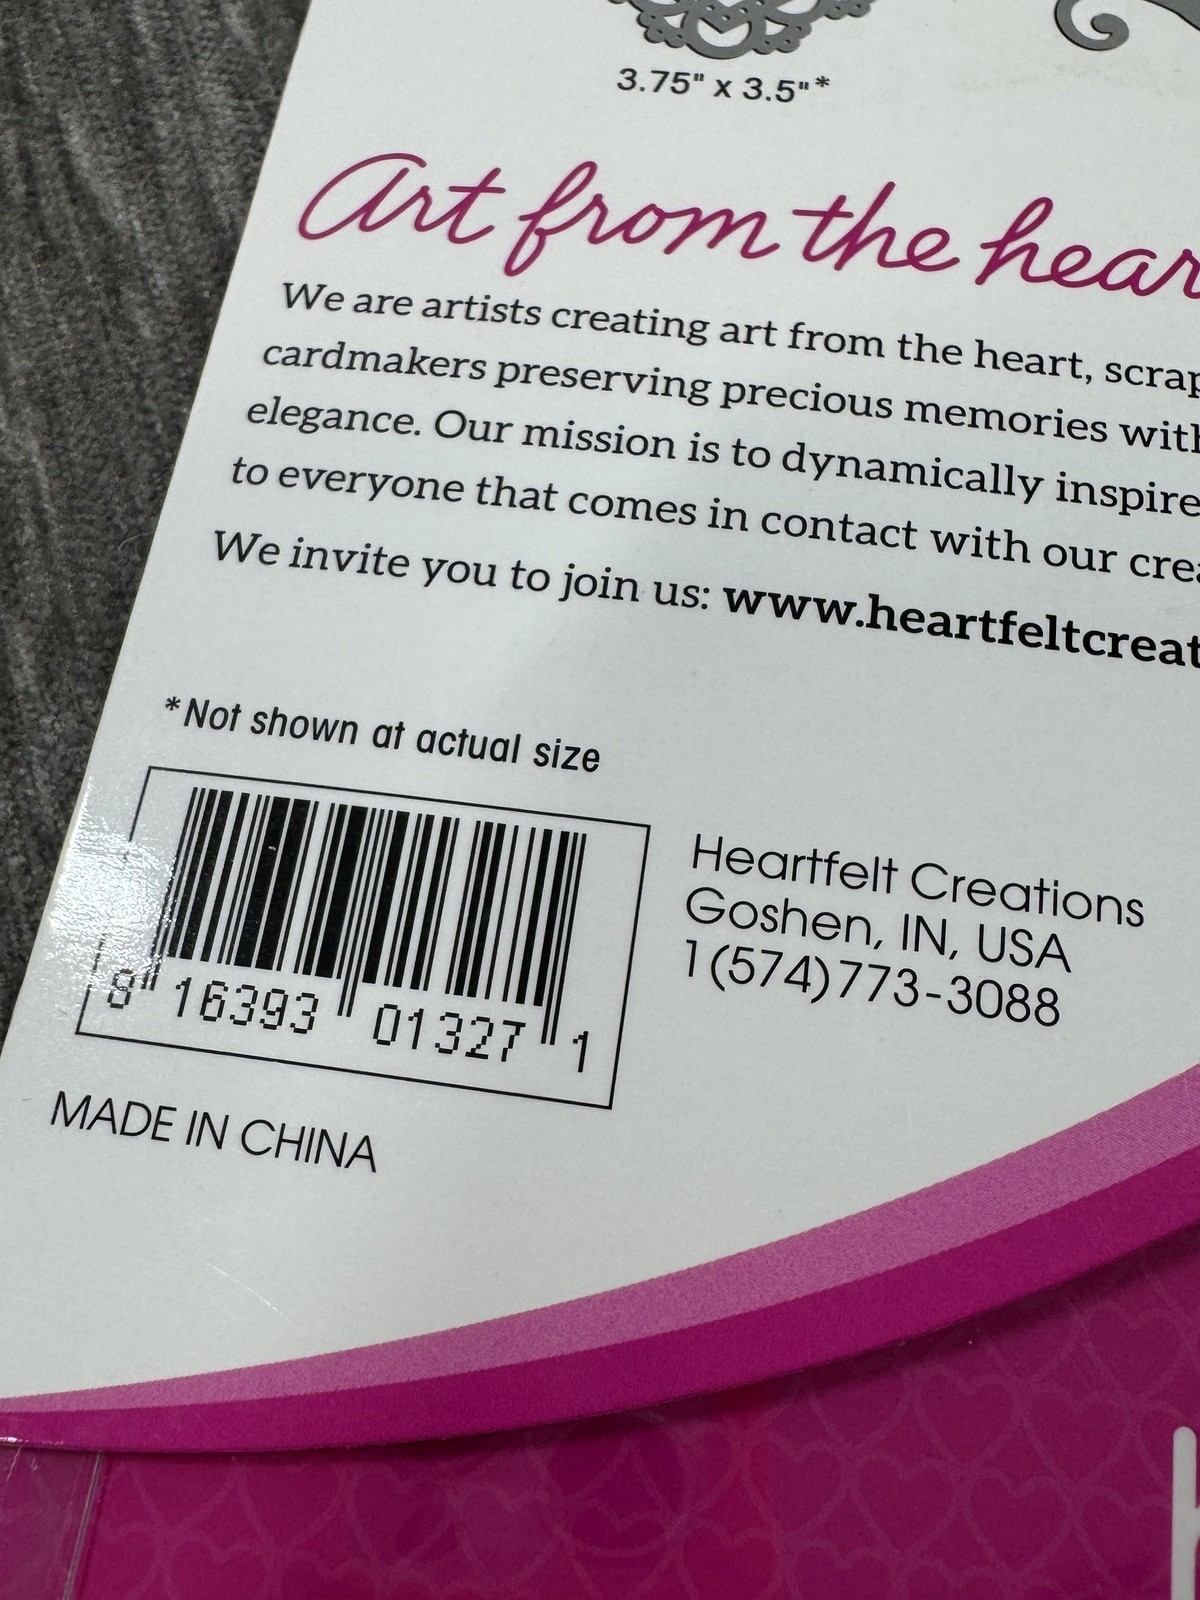 3.75" x 3.5"*
Art from the hear
We are artists creating art from the heart, scrap
cardmakers preserving precious memories with
elegance. Our mission is to dynamically inspire
to everyone that comes in contact with our crea
We invite you to join us: www.heartfeltcreat
*Not shown at actual size
8 16393 01327 1
Heartfelt Creations
Goshen, IN, USA
1(574)773-3088
MADE IN CHINA